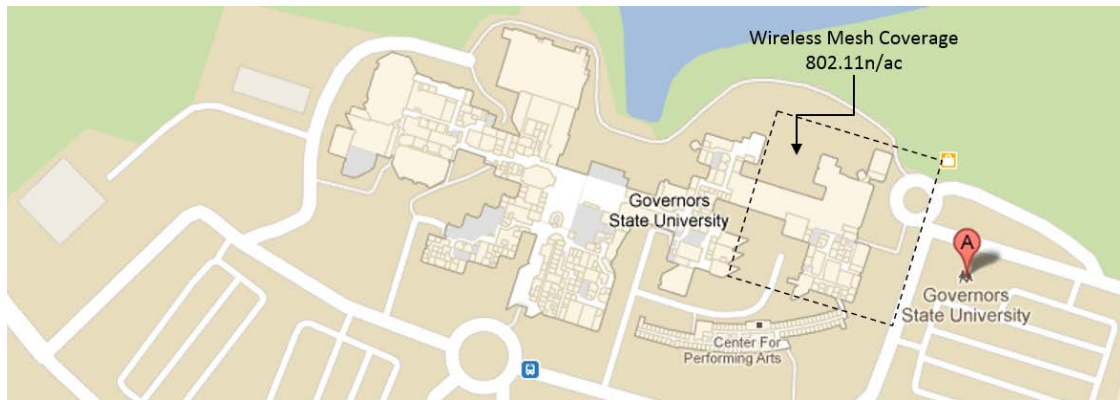 Wireless Mesh Coverage
802.11n/ac
Governors
State University
A
Governors
State University
Center For
Performing Arts